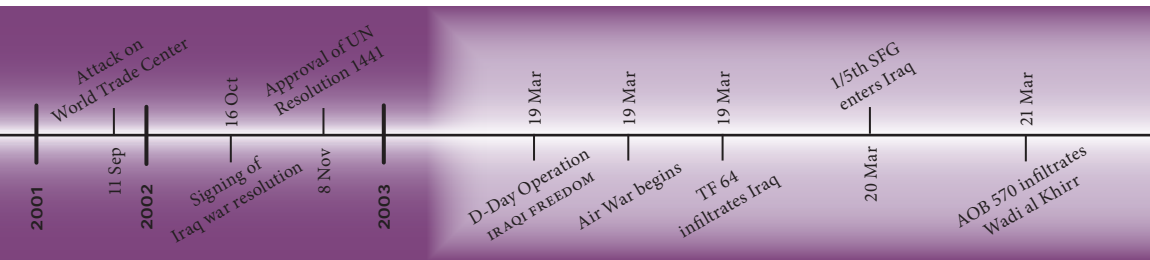 2001
Attack on
World Trade Center
11 Sep
2002
16 Oct
Signing of
Iraq war resolution
Approval of UN
Resolution 1441
8 Nov
2003
19 Mar
D-Day Operation
IRAQI FREEDOM
19 Mar
Air War begins
19 Mar
TF 64
infiltrates Iraq
1/5th SFG
enters Iraq
20 Mar
21 Mar
AOB 570 infiltrates
Wadi al Khirr